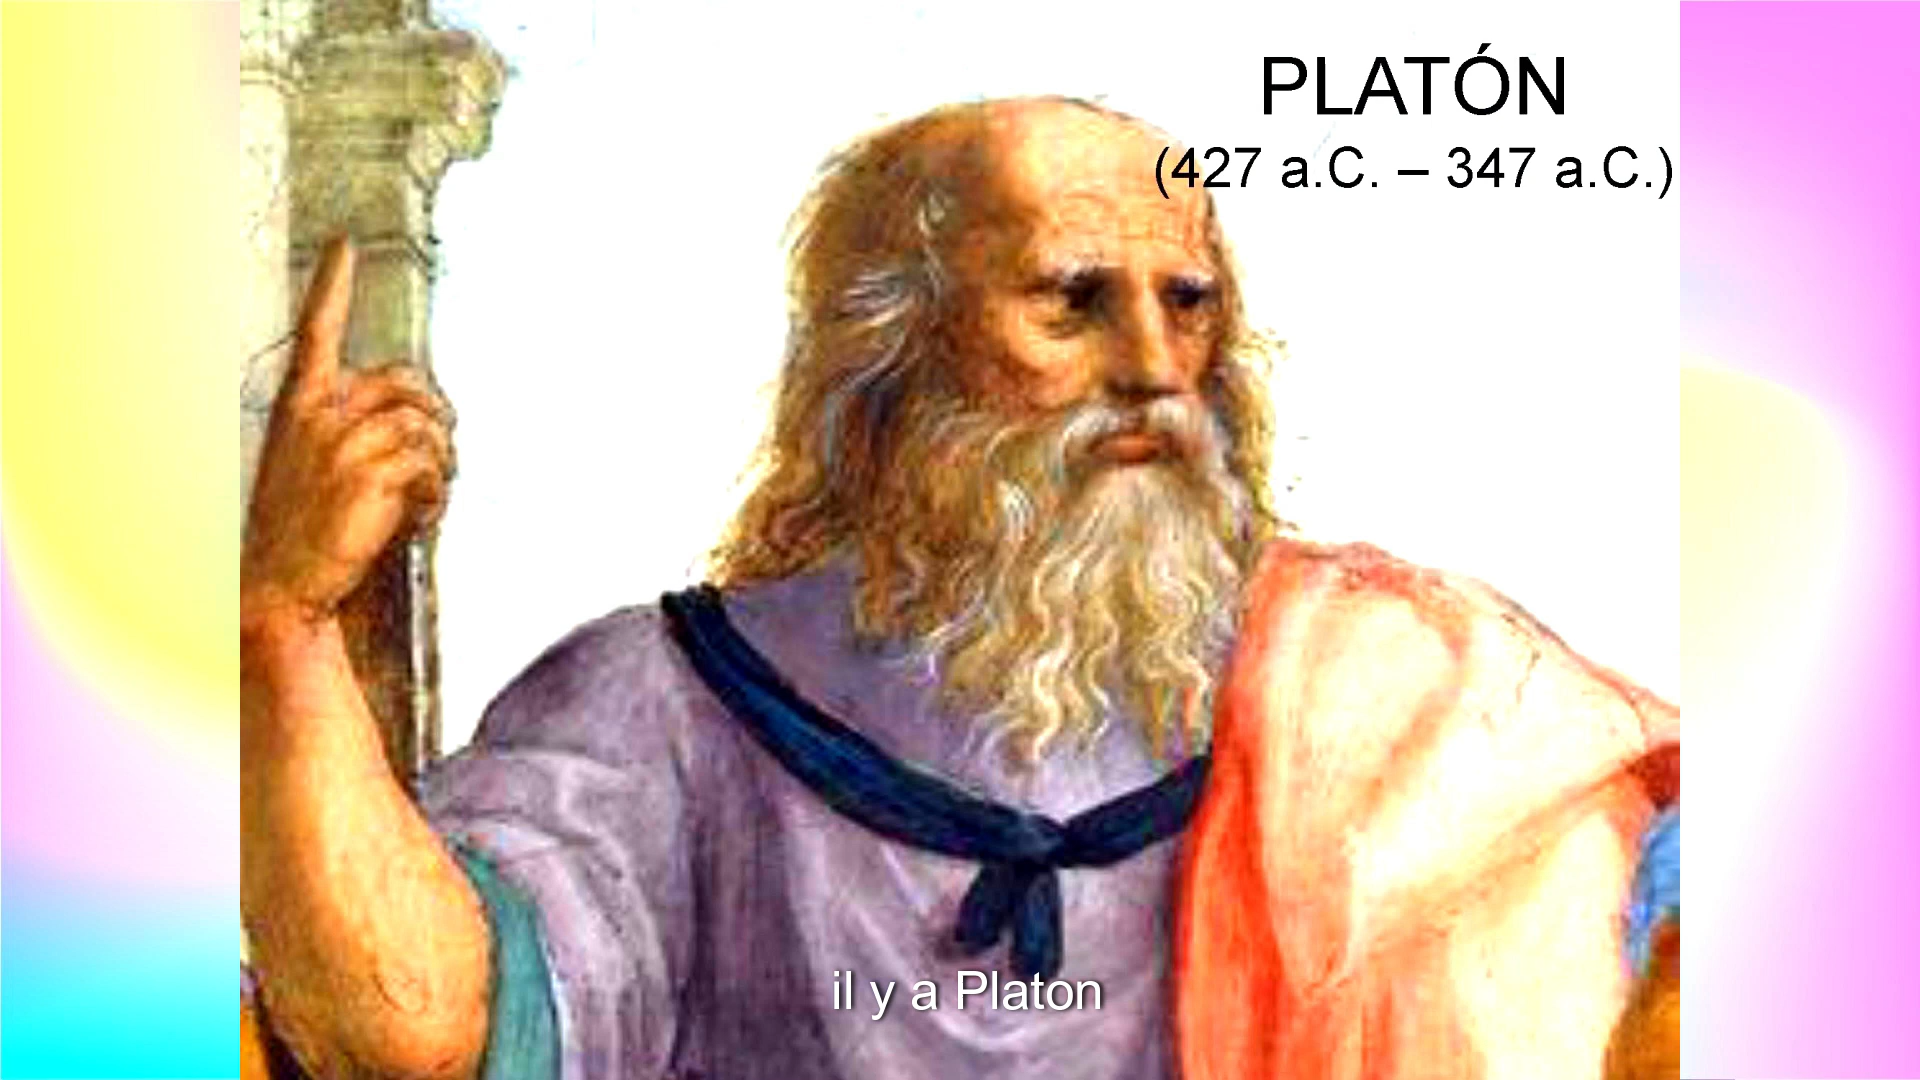 PLATÓN
(427 a.C. – 347 a.C.)
il y a Platon